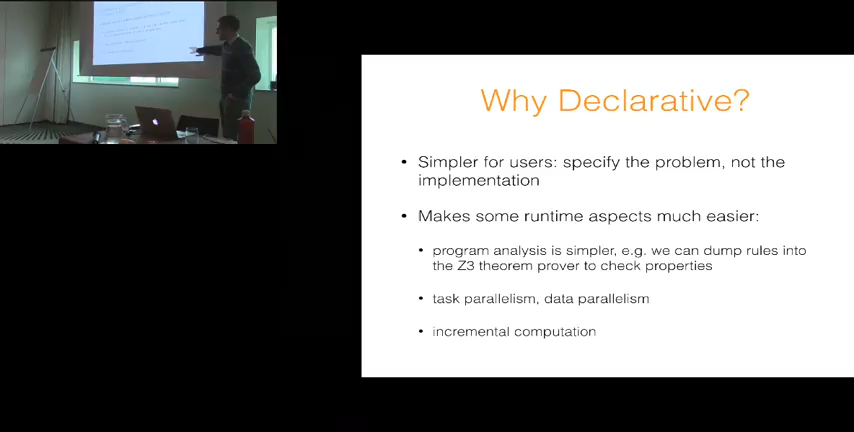 Why Declarative?
• Simpler for users: specify the problem, not the
implementation
• Makes some runtime aspects much easier:
• program analysis is simpler, e.g. we can dump rules into
the Z3 theorem prover to check properties
• task parallelism, data parallelism
• incremental computation